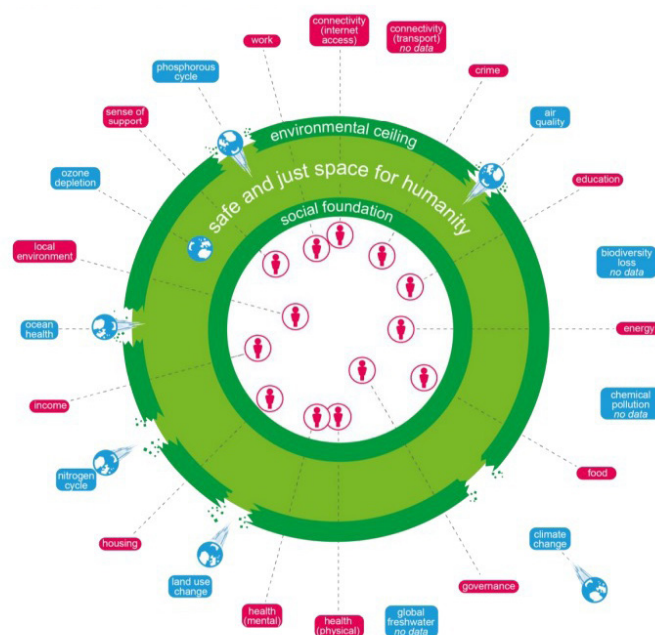 connectivity
(internet
access)
connectivity
(transport)
no data
work
crime
phosphorous
cycle
air
quality
sense of
support
environmental ceiling
education
ozone
depletion
safe and just space for humanity
social foundation
local
environment
biodiversity
loss
no data
ocean
health
energy
income
chemical
pollution
no data
nitrogen
cycle
food
housing
climate
change
land use
change
governance
health
(mental)
health
(physical)
global
freshwater
no data